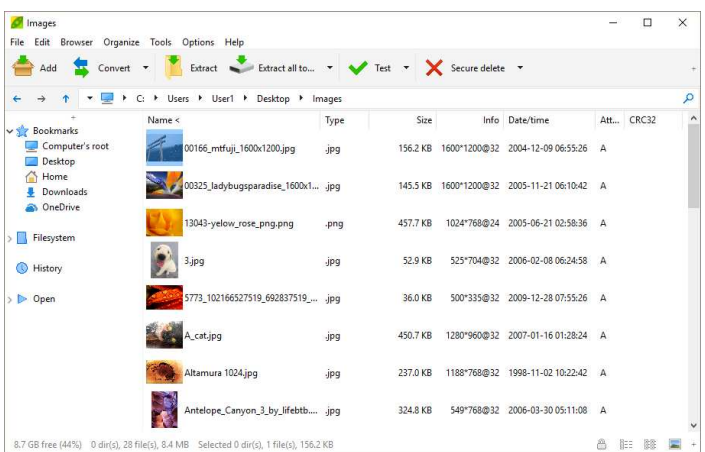 Images
File Edit Browser Organize Tools Options Help
Add Convert Extract Extract all to... Test Secure delete
C: Users User1 Desktop Images
Bookmarks
Computer's root
Desktop
Home
Downloads
OneDrive
Filesystem
History
Open
Name < Type Size Info Date/time Att... CRC32
00166_mtfuji_1600x1200.jpg .jpg 156.2 KB 1600*1200@32 2004-12-09 06:55:26 A
00325_ladybugsparadise_1600x1... .jpg 145.5 KB 1600*1200@32 2005-11-21 06:10:42 A
13043-yelow_rose_png.png .png 457.7 KB 1024*768@24 2005-06-21 02:58:36 A
3.jpg .jpg 52.9 KB 525*704@32 2006-02-08 06:24:58 A
5773_102166527519_692837519_... .jpg 36.0 KB 500*335@32 2009-12-28 07:55:26 A
A_cat.jpg .jpg 450.7 KB 1280*960@32 2007-01-16 01:28:24 A
Altamura 1024.jpg .jpg 237.0 KB 1188*768@32 1998-11-02 10:22:42 A
Antelope_Canyon_3_by_lifebtb.... .jpg 324.8 KB 549*768@32 2006-03-30 05:11:08 A
8.7 GB free (44%) 0 dir(s), 28 file(s), 8.4 MB Selected 0 dir(s), 1 file(s), 156.2 KB